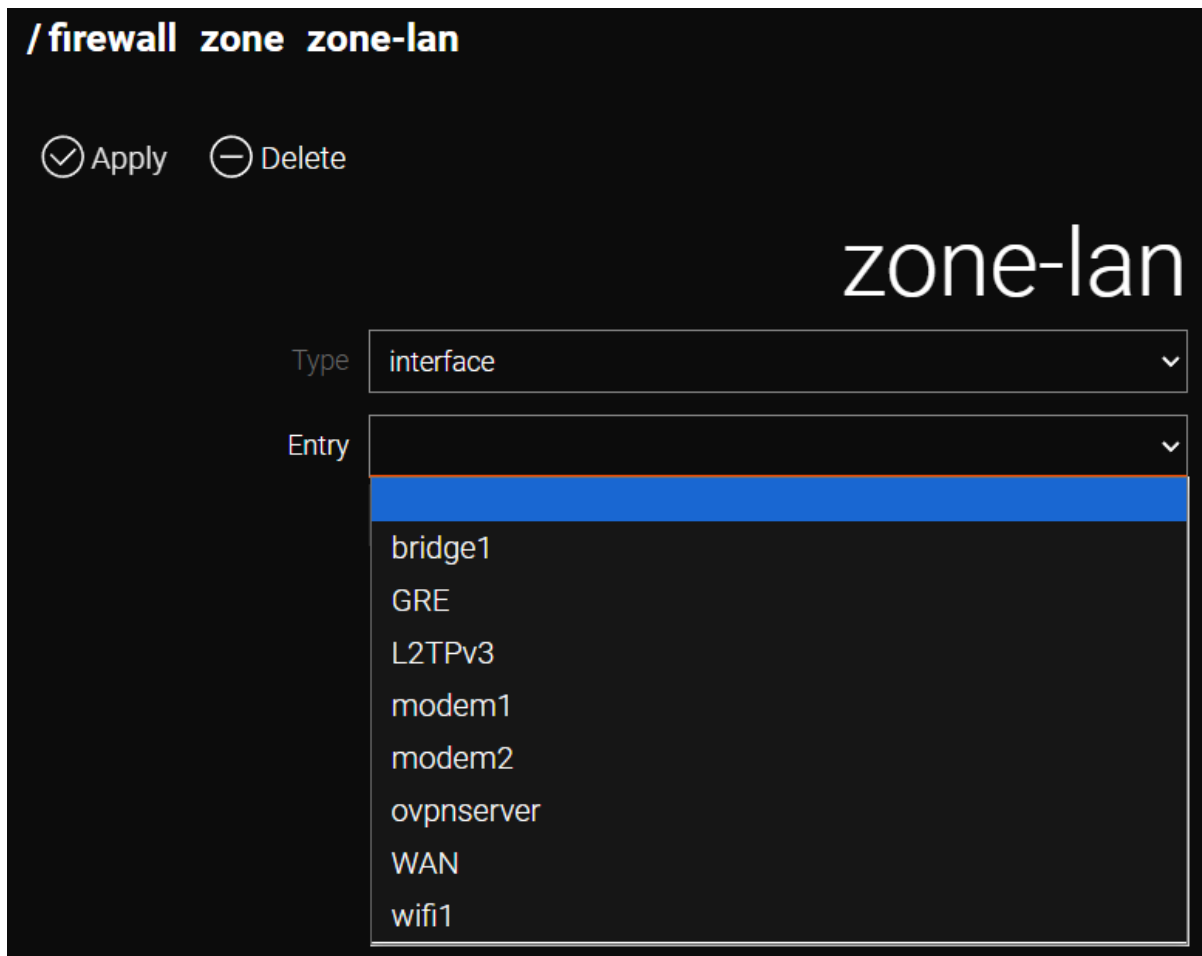 /firewall zone zone-lan
Apply Delete
zone-lan
Type interface
Entry
bridge1
GRE
L2TPv3
modem1
modem2
ovpnserver
WAN
wifi1